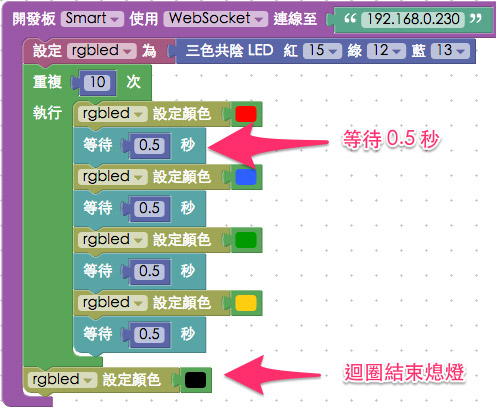 開發板 Smart 使用 WebSocket 連線至 “ 192.168.0.230 ”
設定 rgbled 為 三色共陰 LED 紅 15 綠 12 藍 13
重複 10 次
執行 rgbled 設定顏色
等待 0.5 秒 等待 0.5 秒
rgbled 設定顏色
等待 0.5 秒
rgbled 設定顏色
等待 0.5 秒
rgbled 設定顏色
等待 0.5 秒
rgbled 設定顏色 迴圈結束熄燈